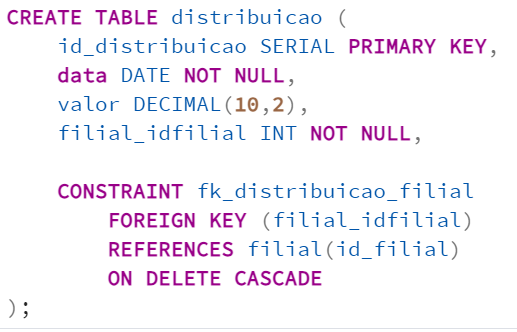 CREATE TABLE distribuicao (
    id_distribuicao SERIAL PRIMARY KEY,
    data DATE NOT NULL,
    valor DECIMAL(10,2),
    filial_idfilial INT NOT NULL,

    CONSTRAINT fk_distribuicao_filial
        FOREIGN KEY (filial_idfilial)
        REFERENCES filial(id_filial)
        ON DELETE CASCADE
);